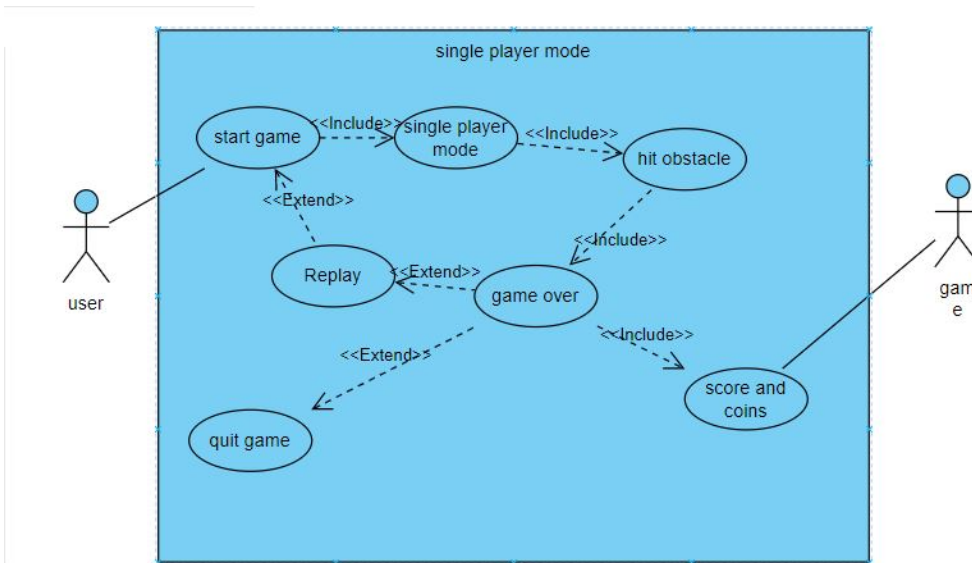 single player mode
start game
<<Include>>
single player
mode
<<Include>>
hit obstacle
<<Extend>>
<<Include>>
Replay
<<Extend>>
game over
user
gam
e
<<Include>>
<<Extend>>
score and
coins
quit game